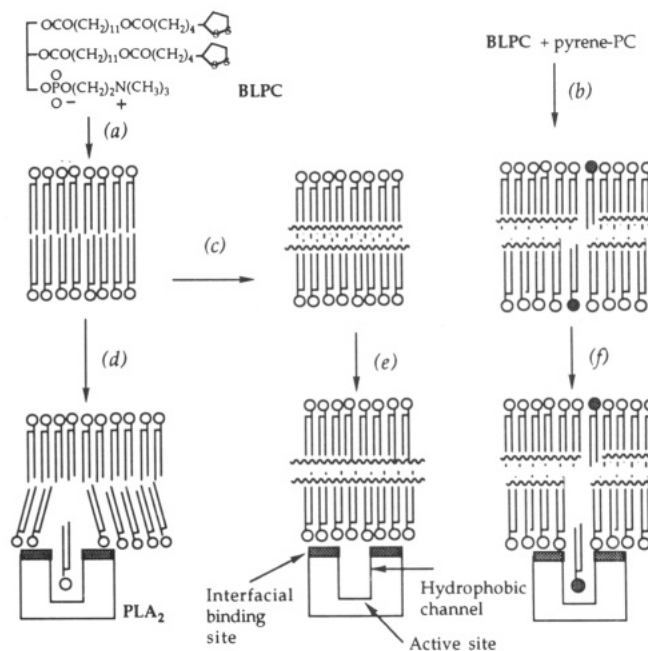 OCO(CH2)11OCO(CH2)4 S S
OCO(CH2)11OCO(CH2)4 S S
O
OPO(CH2)2N(CH3)3
O − +
BLPC
BLPC + pyrene-PC
(a)
(b)
(c)
(d)
(e)
(f)
PLA2
Interfacial
binding
site
Hydrophobic
channel
Active site